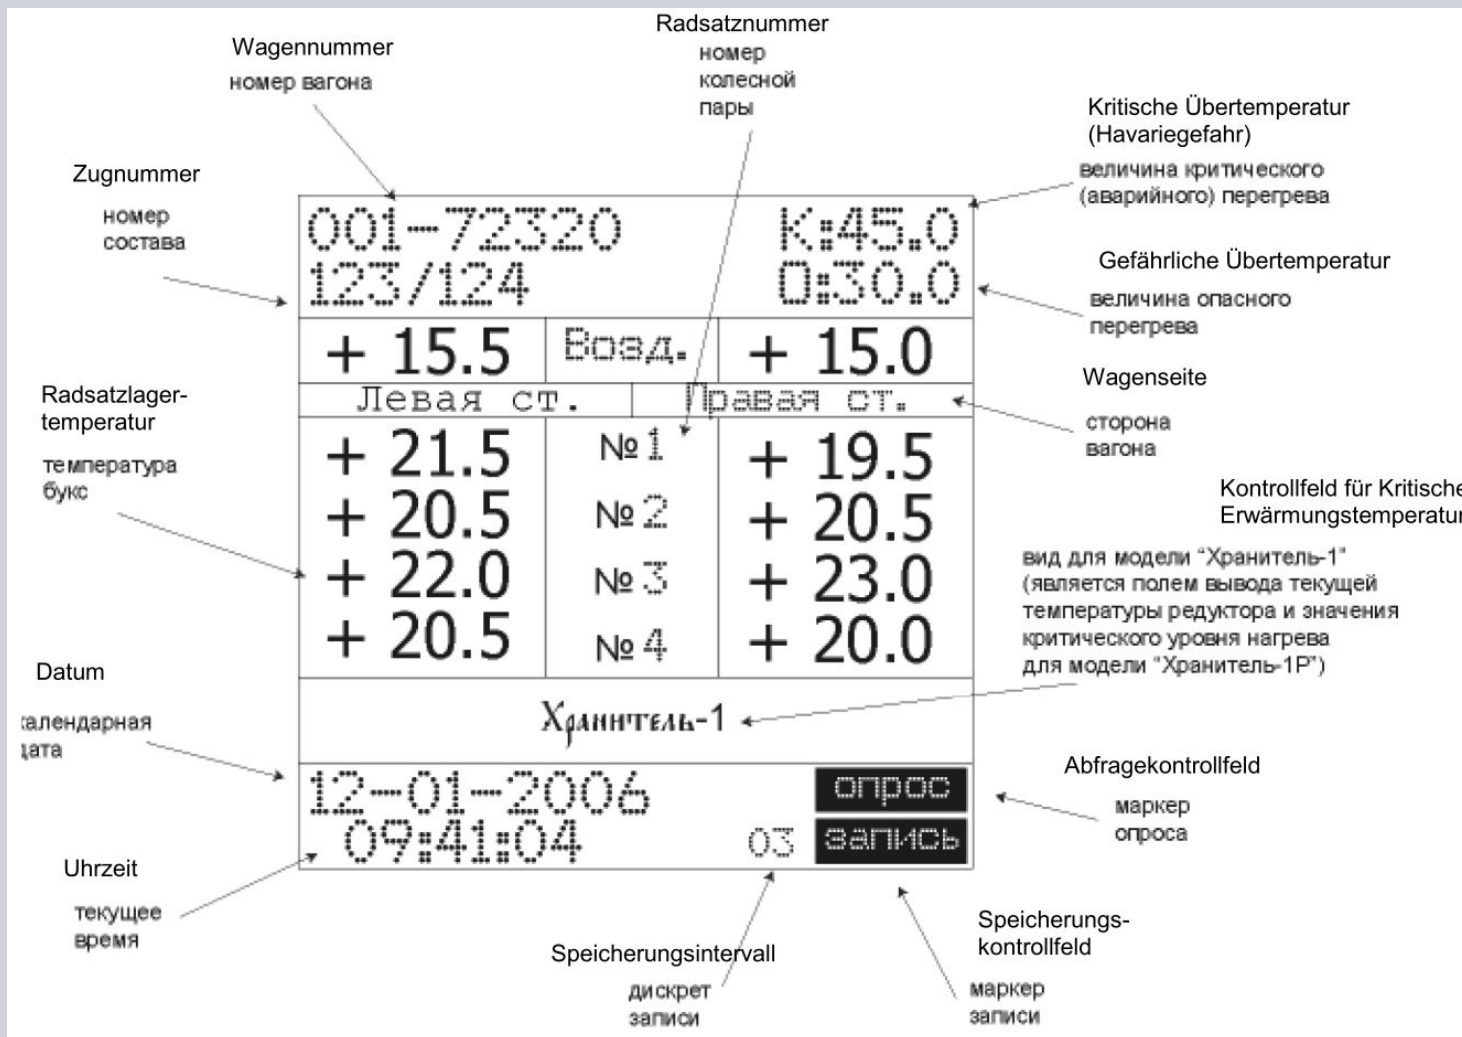 Radsatznummer
номер
колесной
пары
Wagennummer
номер вагона
Kritische Übertemperatur
(Havariegefahr)
величина критического
(аварийного) перегрева
Zugnummer
номер
состава
001-72320 K:45.0
123/124 О:30.0
Gefährliche Übertemperatur
величина опасного
перегрева
+ 15.5 Возд. + 15.0
Левая ст. Правая ст.
Wagenseite
сторона
вагона
Radsatzlager-
temperatur
температура
букс
+ 21.5 №1 + 19.5
+ 20.5 №2 + 20.5
+ 22.0 №3 + 23.0
+ 20.5 №4 + 20.0
Kontrollfeld für Kritische
Erwärmungstemperatur
вид для модели "Хранитель-1"
(является полем вывода текущей
температуры редуктора и значения
критического уровня нагрева
для модели "Хранитель-1Р")
Хранитель-1
Datum
календарная
дата
12-01-2006 опрос
09:41:04 03 запись
Abfragekontrollfeld
маркер
опроса
Uhrzeit
текущее
время
Speicherungsintervall
дискрет
записи
Speicherungs-
kontrollfeld
маркер
записи